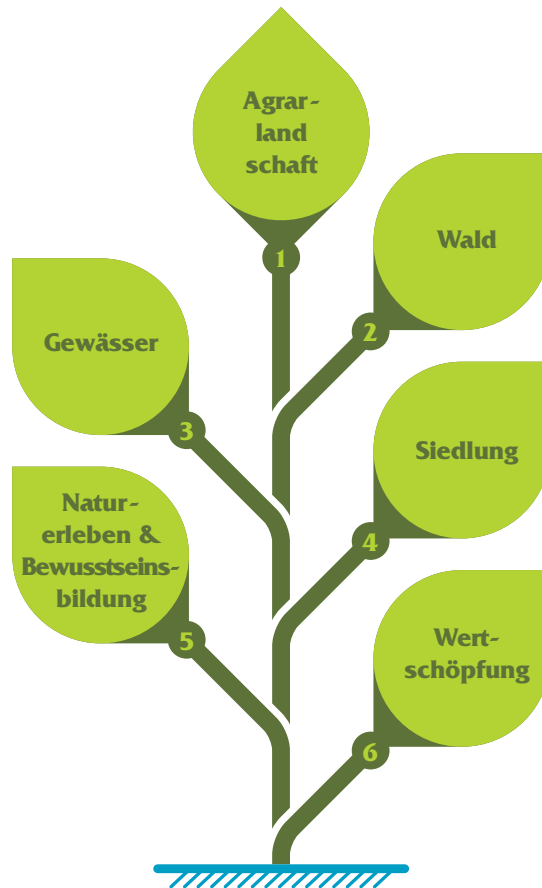 Agrar-
land
schaft
1
Wald
2
Gewässer
3
Siedlung
4
Natur-
erleben &
Bewusstseins-
bildung
5
Wert-
schöpfung
6